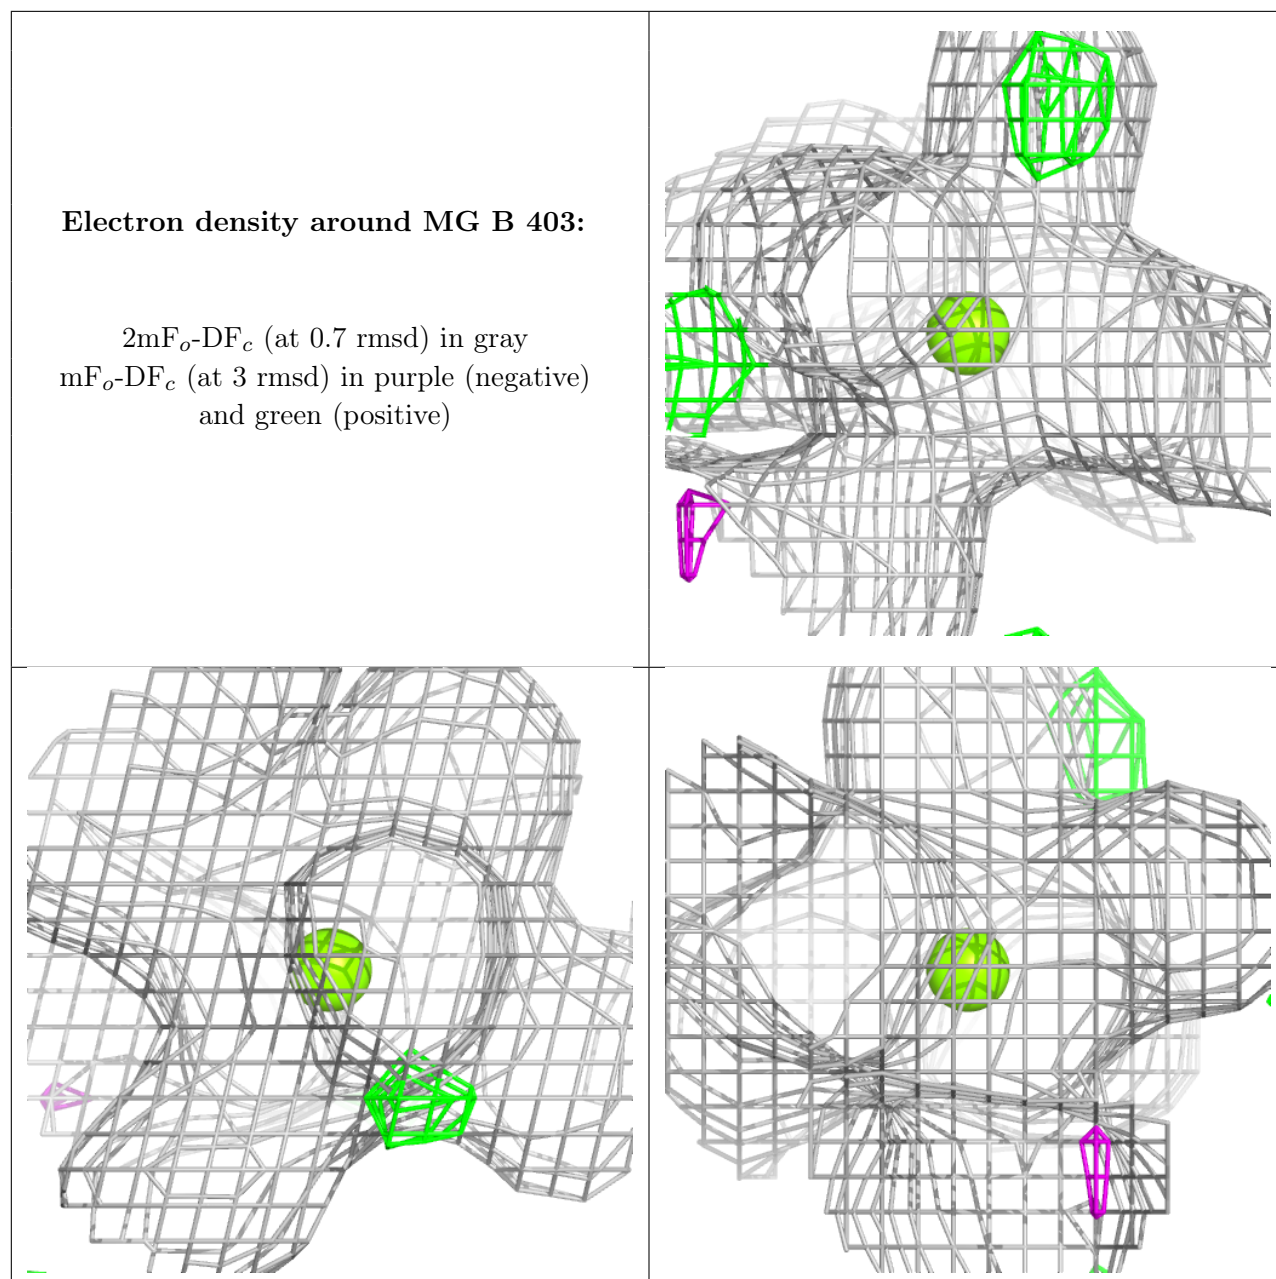 Electron density around MG B 403:
2mFo-DFc (at 0.7 rmsd) in gray
mFo-DFc (at 3 rmsd) in purple (negative)
and green (positive)